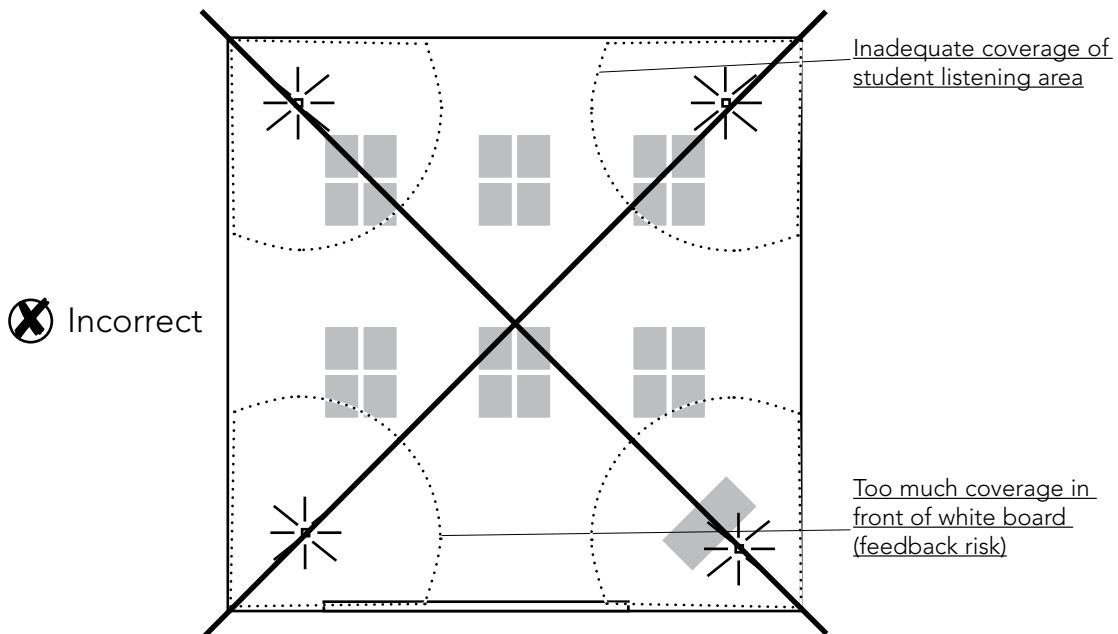 Inadequate coverage of
student listening area
Incorrect
Too much coverage in
front of white board
(feedback risk)